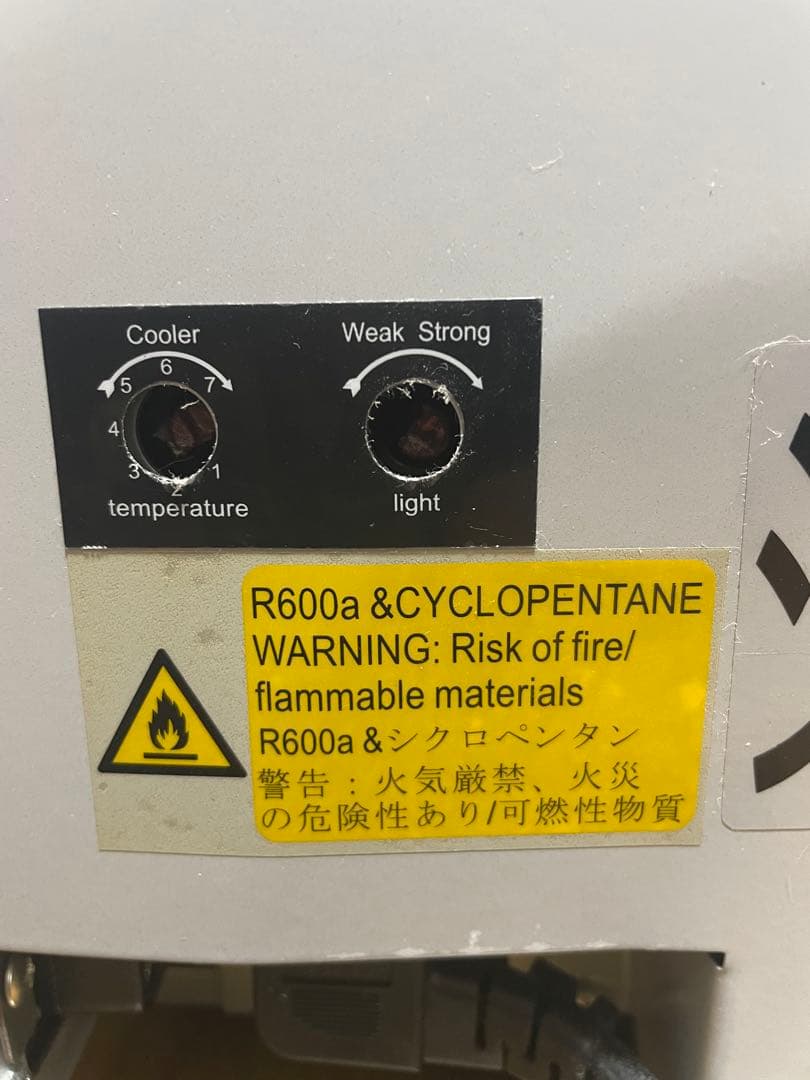 Cooler
Weak Strong
6
5 7
4
3 1
2
temperature
light
R600a &CYCLOPENTANE
WARNING: Risk of fire/
flammable materials
R600a &シクロペンタン
警告：火気厳禁、火災
の危険性あり/可燃性物質